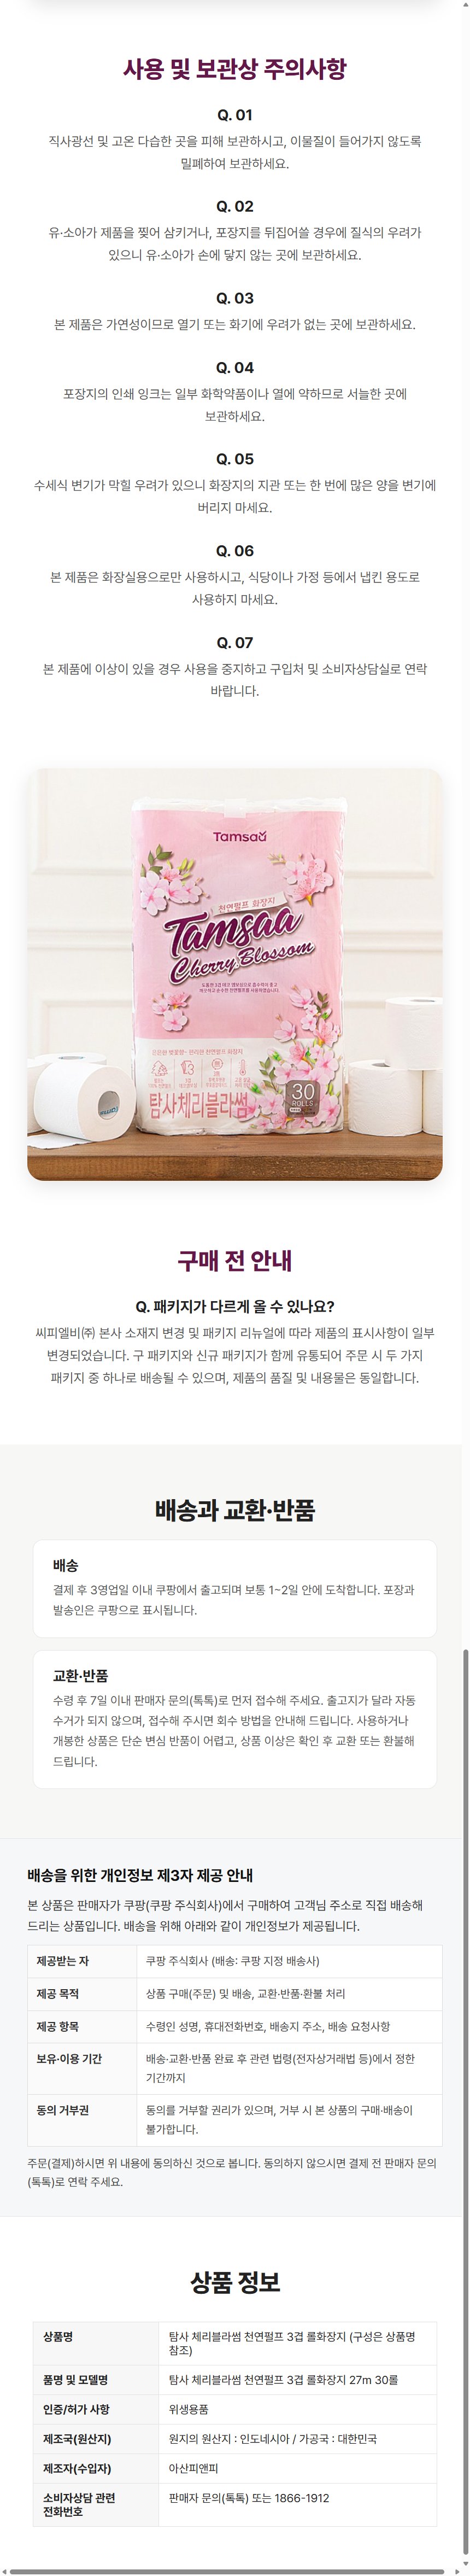 사용 및 보관상 주의사항
Q. 01
직사광선 및 고온 다습한 곳을 피해 보관하시고, 이물질이 들어가지 않도록
밀폐하여 보관하세요.
Q. 02
유·소아가 제품을 찢어 삼키거나, 포장지를 뒤집어쓸 경우에 질식의 우려가
있으니 유·소아가 손에 닿지 않는 곳에 보관하세요.
Q. 03
본 제품은 가연성이므로 열기 또는 화기에 우려가 없는 곳에 보관하세요.
Q. 04
포장지의 인쇄 잉크는 일부 화학약품이나 열에 약하므로 서늘한 곳에
보관하세요.
Q. 05
수세식 변기가 막힐 우려가 있으니 화장지의 지관 또는 한 번에 많은 양을 변기에
버리지 마세요.
Q. 06
본 제품은 화장실용으로만 사용하시고, 식당이나 가정 등에서 냅킨 용도로
사용하지 마세요.
Q. 07
본 제품에 이상이 있을 경우 사용을 중지하고 구입처 및 소비자상담실로 연락
바랍니다.
Tamsaa
천연펄프 화장지
Tamsaa
Cherry Blossom
탐사체리블라썸
30
ROLLS
구매 전 안내
Q. 패키지가 다르게 올 수 있나요?
씨피엘비㈜ 본사 소재지 변경 및 패키지 리뉴얼에 따라 제품의 표시사항이 일부
변경되었습니다. 구 패키지와 신규 패키지가 함께 유통되어 주문 시 두 가지
패키지 중 하나로 배송될 수 있으며, 제품의 품질 및 내용물은 동일합니다.
배송과 교환·반품
배송
결제 후 3영업일 이내 쿠팡에서 출고되며 보통 1~2일 안에 도착합니다. 포장과
발송인은 쿠팡으로 표시됩니다.
교환·반품
수령 후 7일 이내 판매자 문의(톡톡)로 먼저 접수해 주세요. 출고지가 달라 자동
수거가 되지 않으며, 접수해 주시면 회수 방법을 안내해 드립니다. 사용하거나
개봉한 상품은 단순 변심 반품이 어렵고, 상품 이상은 확인 후 교환 또는 환불해
드립니다.
배송을 위한 개인정보 제3자 제공 안내
본 상품은 판매자가 쿠팡(쿠팡 주식회사)에서 구매하여 고객님 주소로 직접 배송해
드리는 상품입니다. 배송을 위해 아래와 같이 개인정보가 제공됩니다.
제공받는 자 쿠팡 주식회사 (배송: 쿠팡 지정 배송사)
제공 목적 상품 구매(주문) 및 배송, 교환·반품·환불 처리
제공 항목 수령인 성명, 휴대전화번호, 배송지 주소, 배송 요청사항
보유·이용 기간 배송·교환·반품 완료 후 관련 법령(전자상거래법 등)에서 정한
기간까지
동의 거부권 동의를 거부할 권리가 있으며, 거부 시 본 상품의 구매·배송이
불가합니다.
주문(결제)하시면 위 내용에 동의하신 것으로 봅니다. 동의하지 않으시면 결제 전 판매자 문의
(톡톡)로 연락 주세요.
상품 정보
상품명 탐사 체리블라썸 천연펄프 3겹 롤화장지 (구성은 상품명
참조)
품명 및 모델명 탐사 체리블라썸 천연펄프 3겹 롤화장지 27m 30롤
인증/허가 사항 위생용품
제조국(원산지) 원지의 원산지 : 인도네시아 / 가공국 : 대한민국
제조자(수입자) 아산피앤피
소비자상담 관련
전화번호 판매자 문의(톡톡) 또는 1866-1912